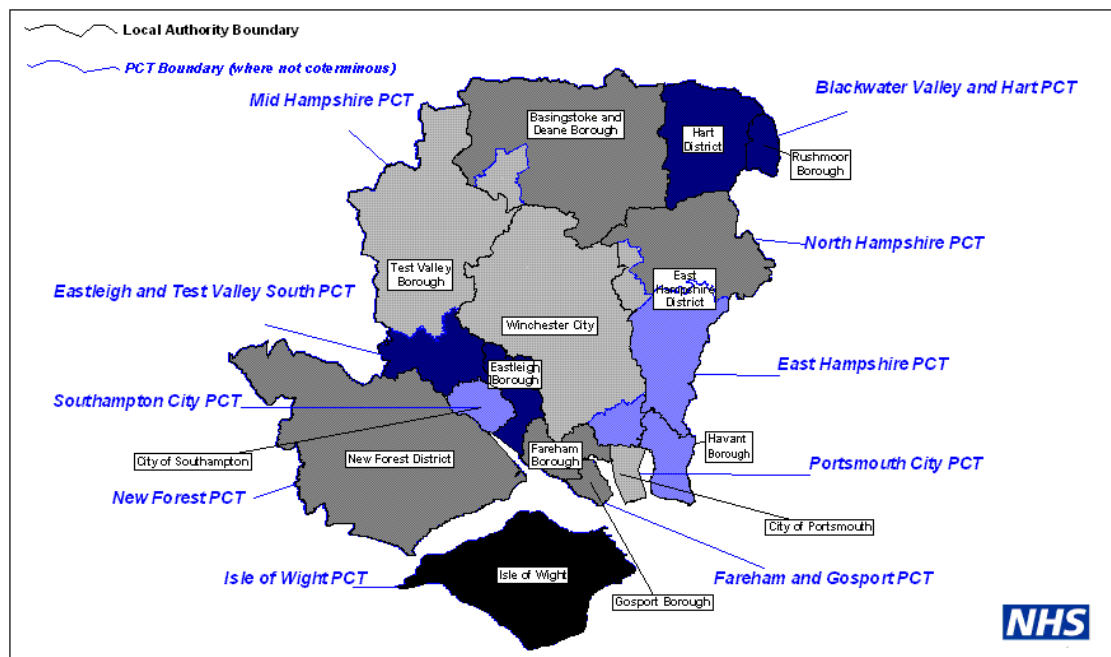 Local Authority Boundary
PCT Boundary (where not coterminous)
Mid Hampshire PCT
Blackwater Valley and Hart PCT
Basingstoke and
Deane Borough
Hart
District
Rushmoor
Borough
North Hampshire PCT
Test Valley
Borough
East
Hampshire
District
Eastleigh and Test Valley South PCT
Winchester City
Eastleigh
Borough
East Hampshire PCT
Southampton City PCT
Havant
Borough
City of Southampton
New Forest District
Fareham
Borough
Portsmouth City PCT
New Forest PCT
City of Portsmouth
Isle of Wight PCT
Isle of Wight
Fareham and Gosport PCT
Gosport Borough
NHS